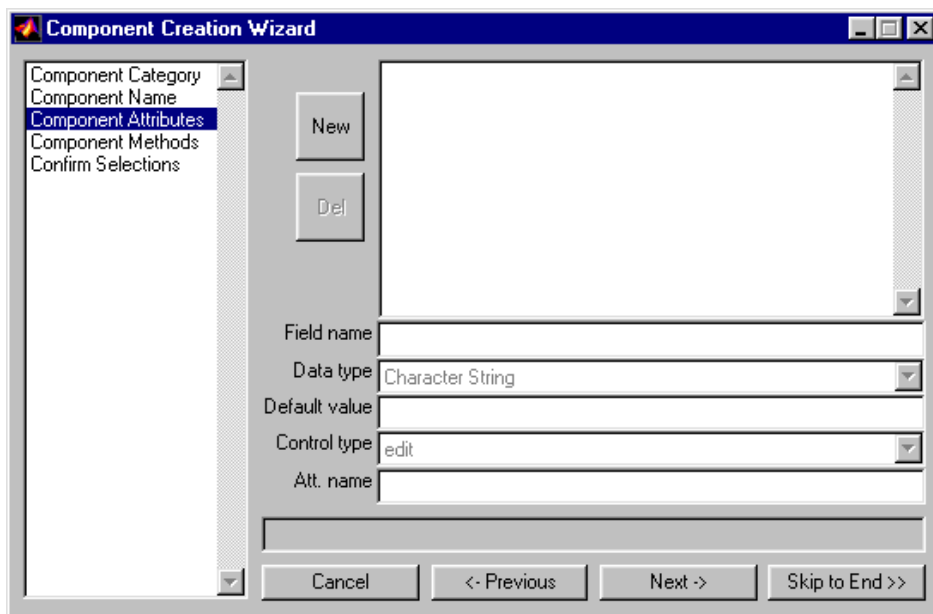 Component Creation Wizard
Component Category
Component Name
Component Attributes
Component Methods
Confirm Selections
New
Del
Field name
Data type Character String
Default value
Control type edit
Att. name
Cancel <- Previous Next -> Skip to End >>